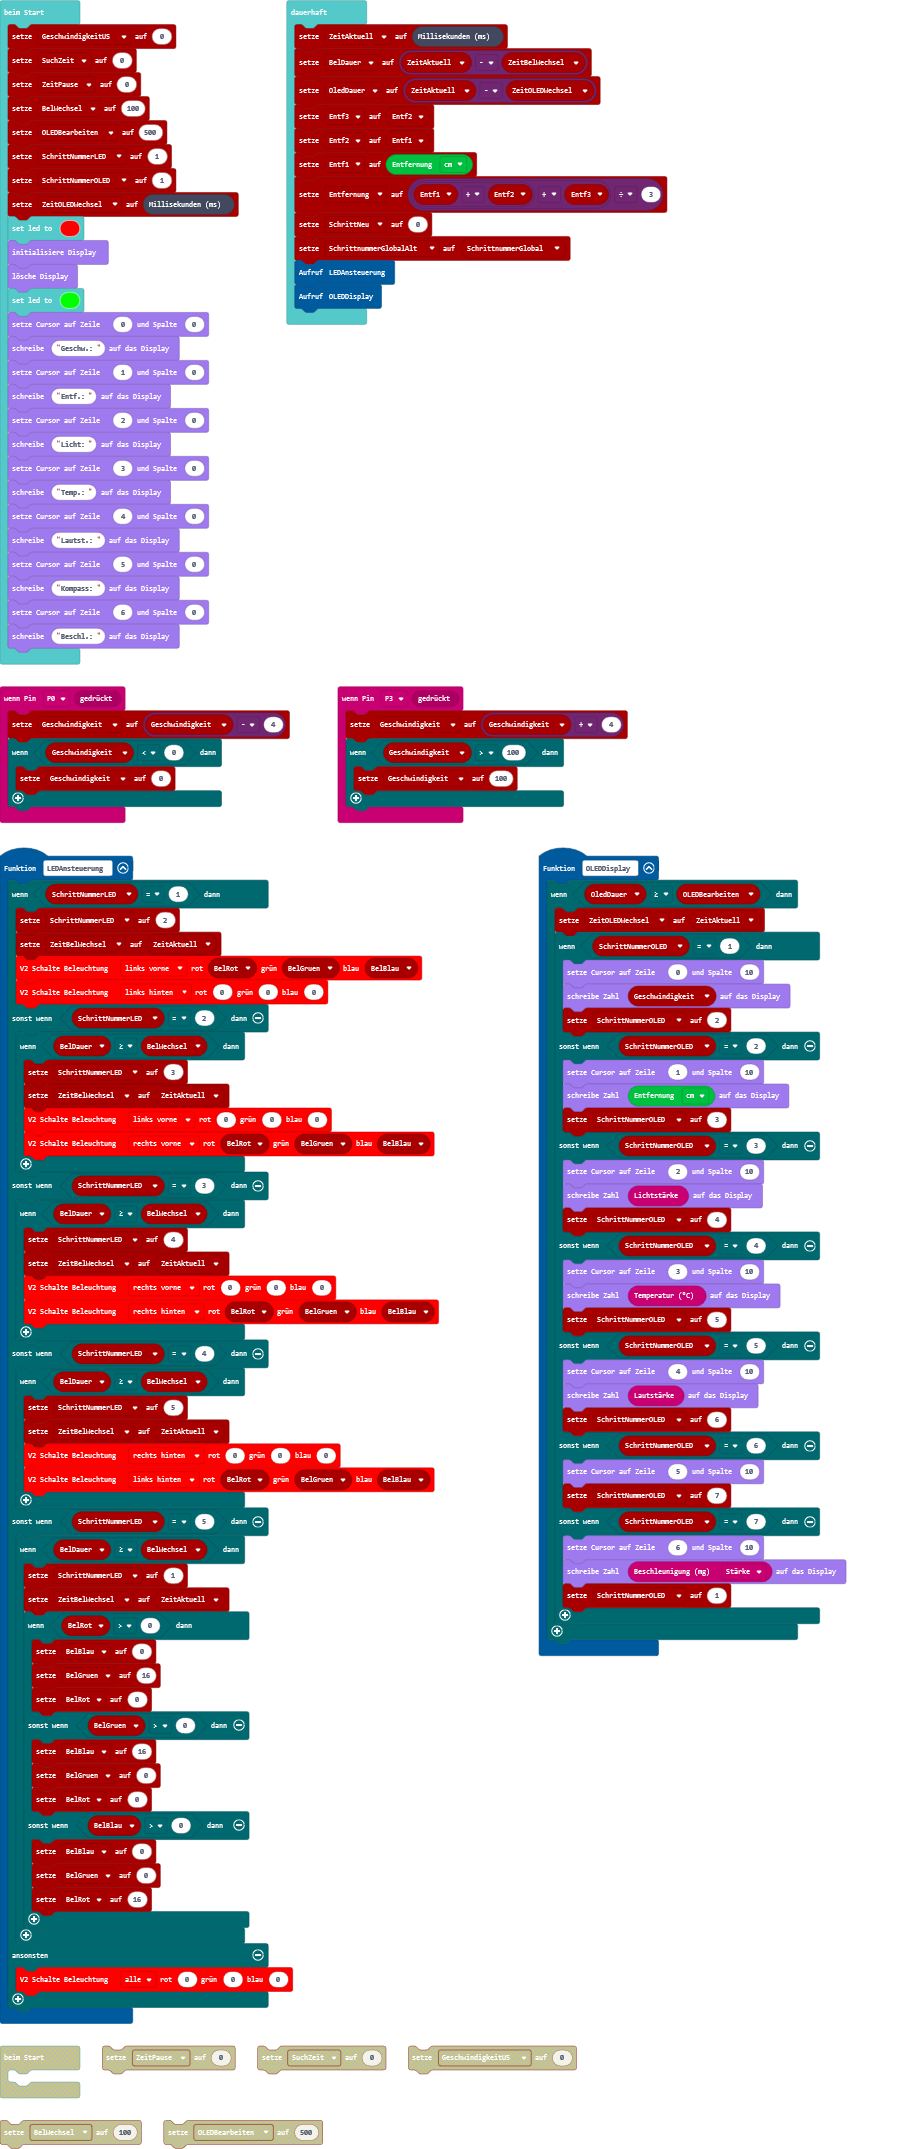 beim Start
setze GeschwindigkeitUS auf 0
setze SuchZeit auf 0
setze ZeitPause auf 0
setze BelWechsel auf 100
setze OLEDBearbeiten auf 500
setze SchrittNummerLED auf 1
setze SchrittNummerOLED auf 1
setze ZeitOLEDWechsel auf Millisekunden (ms)
set led to
initialisiere Display
lösche Display
set led to
setze Cursor auf Zeile 0 und Spalte 0
schreibe "Geschw.: " auf das Display
setze Cursor auf Zeile 1 und Spalte 0
schreibe "Entf.: " auf das Display
setze Cursor auf Zeile 2 und Spalte 0
schreibe "Licht: " auf das Display
setze Cursor auf Zeile 3 und Spalte 0
schreibe "Temp.: " auf das Display
setze Cursor auf Zeile 4 und Spalte 0
schreibe "Lautst.: " auf das Display
setze Cursor auf Zeile 5 und Spalte 0
schreibe "Kompass: " auf das Display
setze Cursor auf Zeile 6 und Spalte 0
schreibe "Beschl.: " auf das Display
dauerhaft
setze ZeitAktuell auf Millisekunden (ms)
setze BelDauer auf ZeitAktuell - ZeitBelWechsel
setze OledDauer auf ZeitAktuell - ZeitOLEDWechsel
setze Entf3 auf Entf2
setze Entf2 auf Entf1
setze Entf1 auf Entfernung cm
setze Entfernung auf Entf1 + Entf2 + Entf3 ÷ 3
setze SchrittNeu auf 0
setze SchrittnummerGlobalAlt auf SchrittnummerGlobal
Aufruf LEDAnsteuerung
Aufruf OLEDDisplay
wenn Pin P0 gedrückt
setze Geschwindigkeit auf Geschwindigkeit - 4
wenn Geschwindigkeit < 0 dann
setze Geschwindigkeit auf 0
wenn Pin P3 gedrückt
setze Geschwindigkeit auf Geschwindigkeit + 4
wenn Geschwindigkeit > 100 dann
setze Geschwindigkeit auf 100
Funktion LEDAnsteuerung
wenn SchrittNummerLED = 1 dann
setze SchrittNummerLED auf 2
setze ZeitBelWechsel auf ZeitAktuell
V2 Schalte Beleuchtung links vorne rot BelRot grün BelGruen blau BelBlau
V2 Schalte Beleuchtung links hinten rot 0 grün 0 blau 0
sonst wenn SchrittNummerLED = 2 dann
wenn BelDauer ≥ BelWechsel dann
setze SchrittNummerLED auf 3
setze ZeitBelWechsel auf ZeitAktuell
V2 Schalte Beleuchtung links vorne rot 0 grün 0 blau 0
V2 Schalte Beleuchtung rechts vorne rot BelRot grün BelGruen blau BelBlau
sonst wenn SchrittNummerLED = 3 dann
wenn BelDauer ≥ BelWechsel dann
setze SchrittNummerLED auf 4
setze ZeitBelWechsel auf ZeitAktuell
V2 Schalte Beleuchtung rechts vorne rot 0 grün 0 blau 0
V2 Schalte Beleuchtung rechts hinten rot BelRot grün BelGruen blau BelBlau
sonst wenn SchrittNummerLED = 4 dann
wenn BelDauer ≥ BelWechsel dann
setze SchrittNummerLED auf 5
setze ZeitBelWechsel auf ZeitAktuell
V2 Schalte Beleuchtung rechts hinten rot 0 grün 0 blau 0
V2 Schalte Beleuchtung links hinten rot BelRot grün BelGruen blau BelBlau
sonst wenn SchrittNummerLED = 5 dann
wenn BelDauer ≥ BelWechsel dann
setze SchrittNummerLED auf 1
setze ZeitBelWechsel auf ZeitAktuell
wenn BelRot > 0 dann
setze BelBlau auf 0
setze BelGruen auf 16
setze BelRot auf 0
sonst wenn BelGruen > 0 dann
setze BelBlau auf 16
setze BelGruen auf 0
setze BelRot auf 0
sonst wenn BelBlau > 0 dann
setze BelBlau auf 0
setze BelGruen auf 0
setze BelRot auf 16
ansonsten
V2 Schalte Beleuchtung alle rot 0 grün 0 blau 0
Funktion OLEDDisplay
wenn OledDauer ≥ OLEDBearbeiten dann
setze ZeitOLEDWechsel auf ZeitAktuell
wenn SchrittNummerOLED = 1 dann
setze Cursor auf Zeile 0 und Spalte 10
schreibe Zahl Geschwindigkeit auf das Display
setze SchrittNummerOLED auf 2
sonst wenn SchrittNummerOLED = 2 dann
setze Cursor auf Zeile 1 und Spalte 10
schreibe Zahl Entfernung cm auf das Display
setze SchrittNummerOLED auf 3
sonst wenn SchrittNummerOLED = 3 dann
setze Cursor auf Zeile 2 und Spalte 10
schreibe Zahl Lichtstärke auf das Display
setze SchrittNummerOLED auf 4
sonst wenn SchrittNummerOLED = 4 dann
setze Cursor auf Zeile 3 und Spalte 10
schreibe Zahl Temperatur (°C) auf das Display
setze SchrittNummerOLED auf 5
sonst wenn SchrittNummerOLED = 5 dann
setze Cursor auf Zeile 4 und Spalte 10
schreibe Zahl Lautstärke auf das Display
setze SchrittNummerOLED auf 6
sonst wenn SchrittNummerOLED = 6 dann
setze Cursor auf Zeile 5 und Spalte 10
setze SchrittNummerOLED auf 7
sonst wenn SchrittNummerOLED = 7 dann
setze Cursor auf Zeile 6 und Spalte 10
schreibe Zahl Beschleunigung (mg) Stärke auf das Display
setze SchrittNummerOLED auf 1
beim Start
setze ZeitPause auf 0
setze SuchZeit auf 0
setze GeschwindigkeitUS auf 0
setze BelWechsel auf 100
setze OLEDBearbeiten auf 500